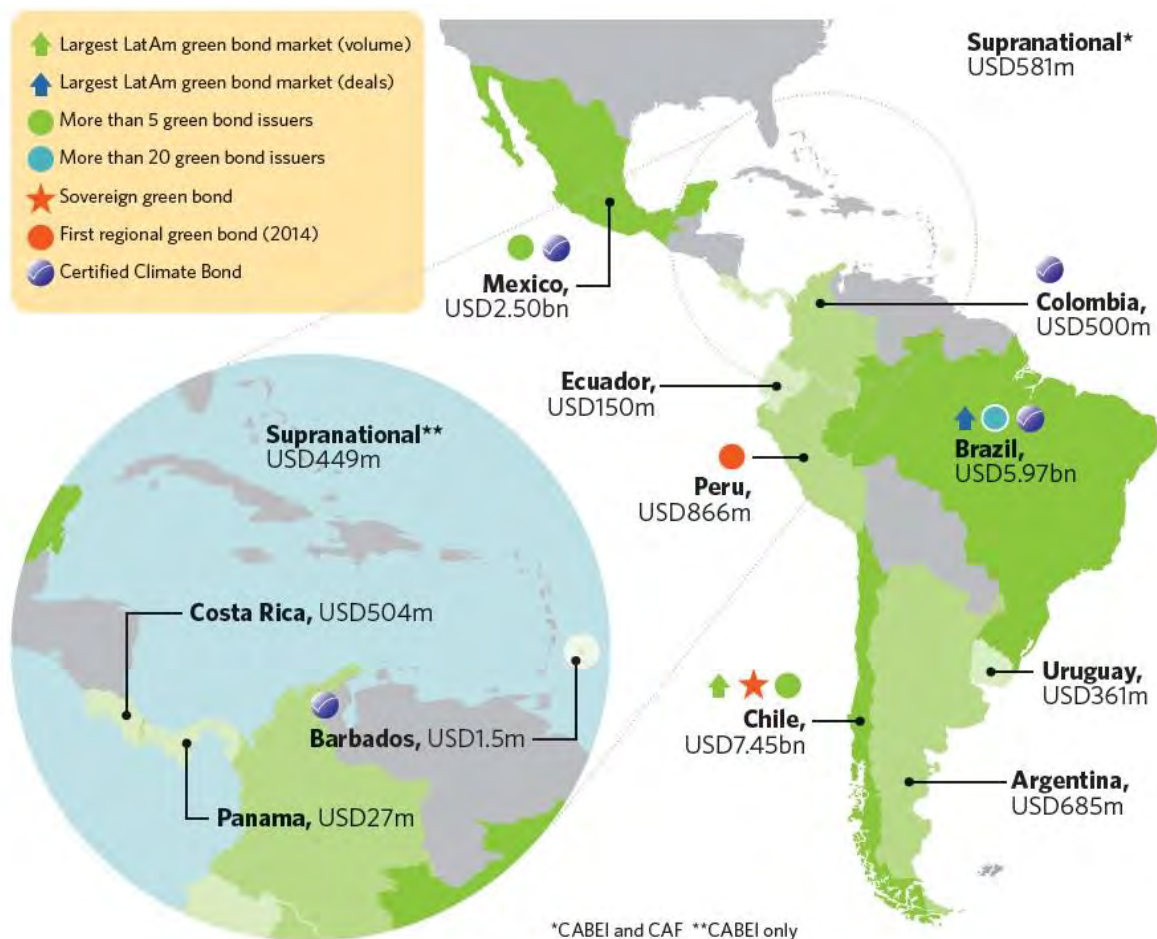 Largest LatAm green bond market (volume)
Largest LatAm green bond market (deals)
More than 5 green bond issuers
More than 20 green bond issuers
Sovereign green bond
First regional green bond (2014)
Certified Climate Bond
Supranational*
USD581m
Mexico,
USD2.50bn
Colombia,
USD500m
Ecuador,
USD150m
Brazil,
USD5.97bn
Peru,
USD866m
Supranational**
USD449m
Costa Rica, USD504m
Barbados, USD1.5m
Panama, USD27m
Uruguay,
USD361m
Chile,
USD7.45bn
Argentina,
USD685m
*CABEI and CAF **CABEI only